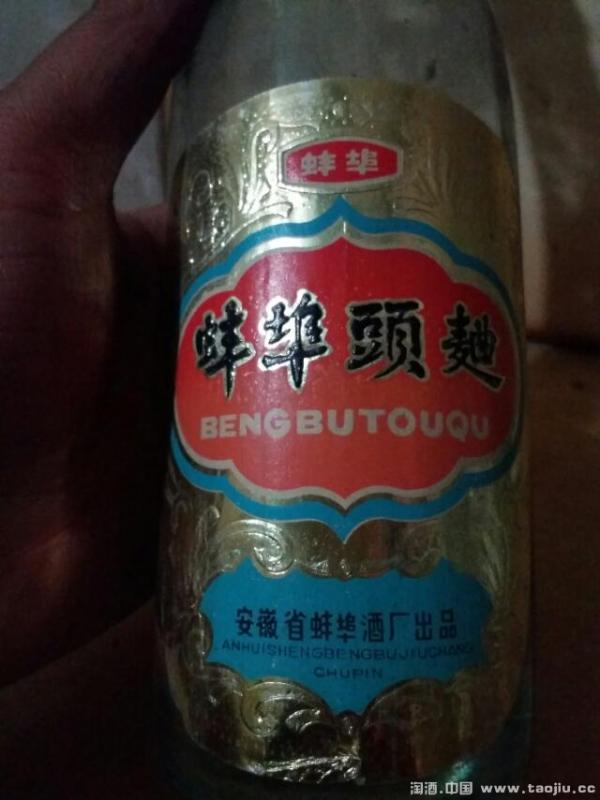 蚌埠
蚌埠頭麯
BENGBUTOUQU
安徽省蚌埠酒厂出品
ANHUISHENGBENGBUJIUCHANG
CHUPIN
淘酒.中国 www.taojiu.cc